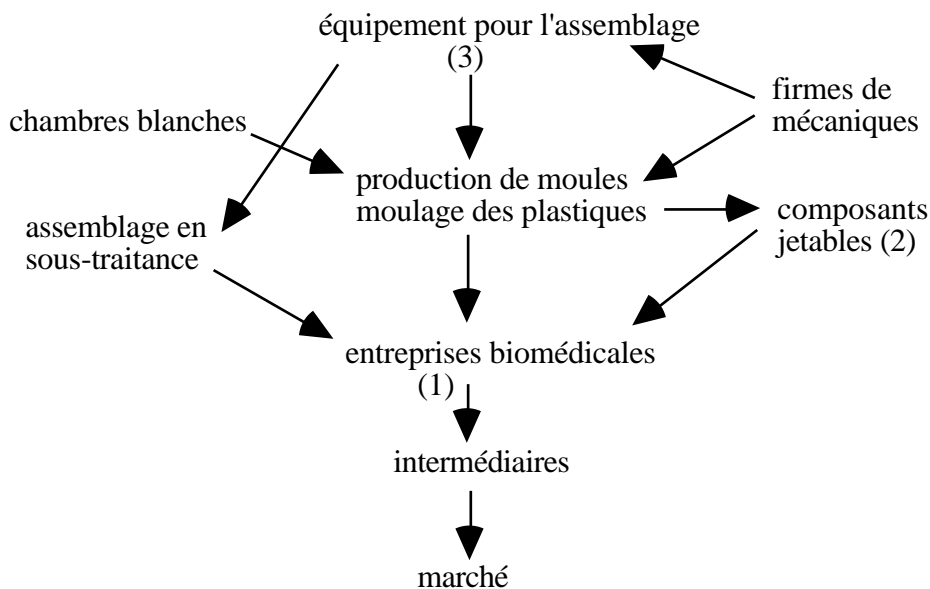 équipement pour l'assemblage
(3)
firmes de
mécaniques
chambres blanches
production de moules
moulage des plastiques
composants
jetables (2)
assemblage en
sous-traitance
entreprises biomédicales
(1)
intermédiaires
marché